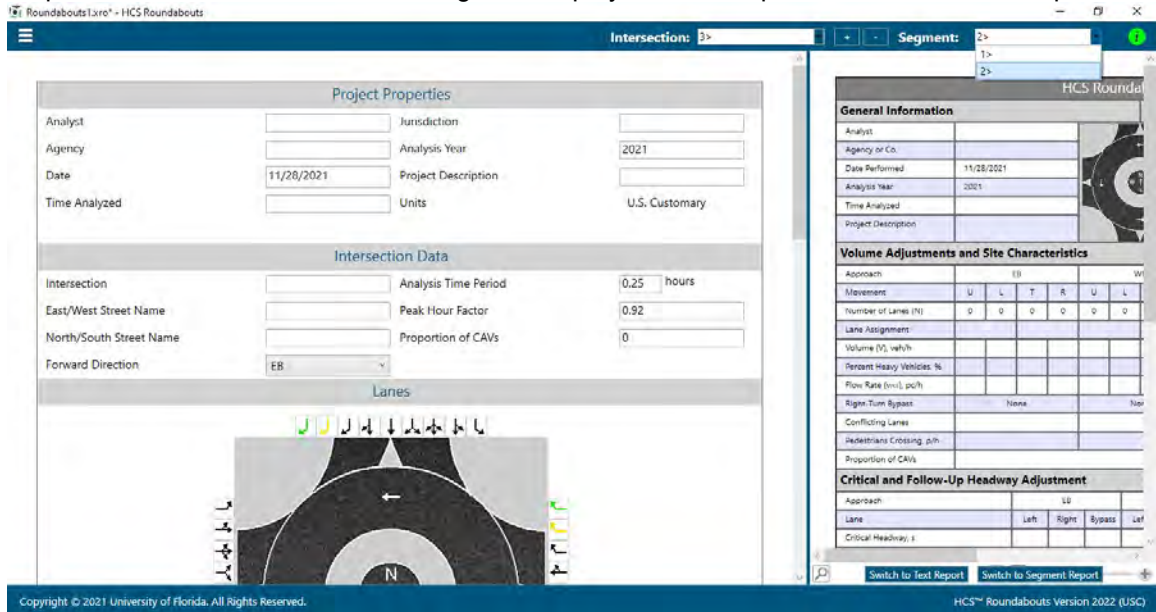 Roundabouts1.xro* - HCS Roundabouts
Intersection: 3>
+ - Segment: 2>
1>
2>
Project Properties
Analyst Jurisdiction
Agency Analysis Year 2021
Date 11/28/2021 Project Description
Time Analyzed Units U.S. Customary
Intersection Data
Intersection Analysis Time Period 0.25 hours
East/West Street Name Peak Hour Factor 0.92
North/South Street Name Proportion of CAVs 0
Forward Direction EB
Lanes
N
HCS Roundal
General Information
Analyst
Agency or Co.
Date Performed 11/28/2021
Analysis Year 2021
Time Analyzed
Project Description
Volume Adjustments and Site Characteristics
Approach EB W
Movement U L T R U L
Number of Lanes (N) 0 0 0 0 0 0
Lane Assignment
Volume (V), veh/h
Percent Heavy Vehicles, %
Flow Rate (vPCE), pc/h
Right-Turn Bypass None Nor
Conflicting Lanes
Pedestrians Crossing, p/h
Proportion of CAVs
Critical and Follow-Up Headway Adjustment
Approach EB
Lane Left Right Bypass Lef
Critical Headway, s
Switch to Text Report Switch to Segment Report
Copyright © 2021 University of Florida. All Rights Reserved.
HCS™ Roundabouts Version 2022 (USC)